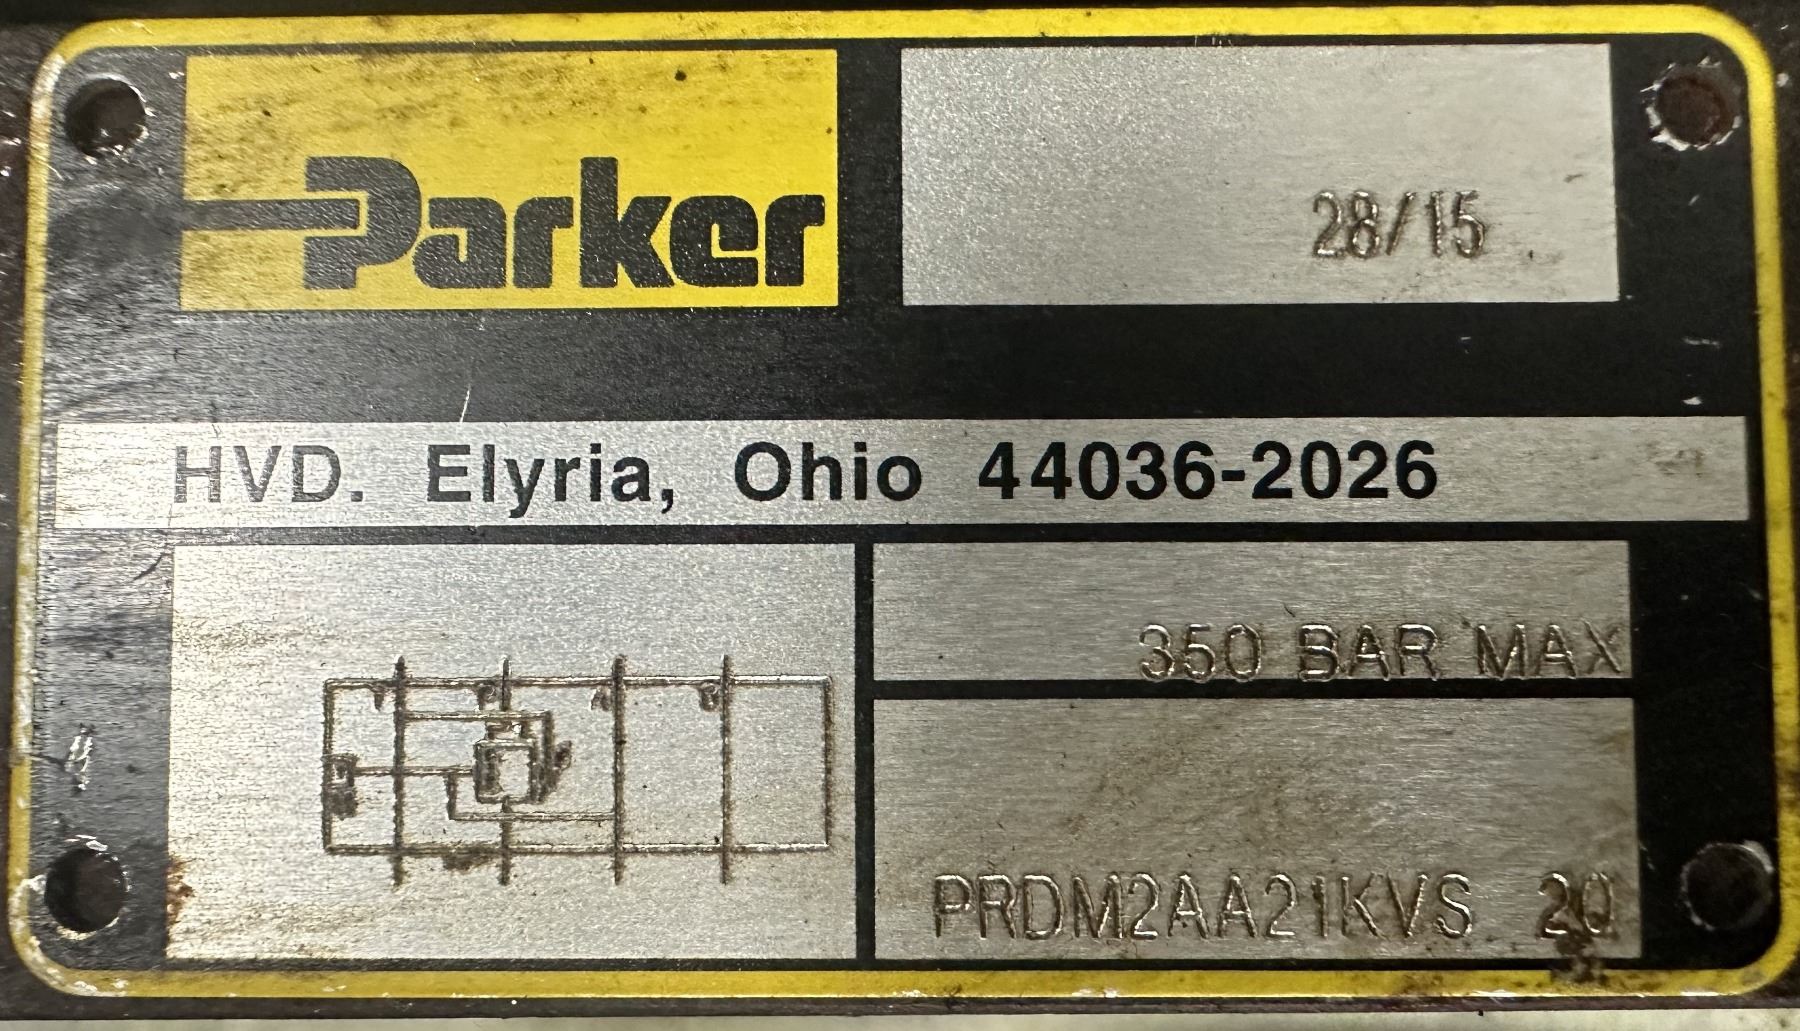 Parker
28/15
HVD. Elyria, Ohio 44036-2026
350 BAR MAX
PRDM2AA21KVS 20